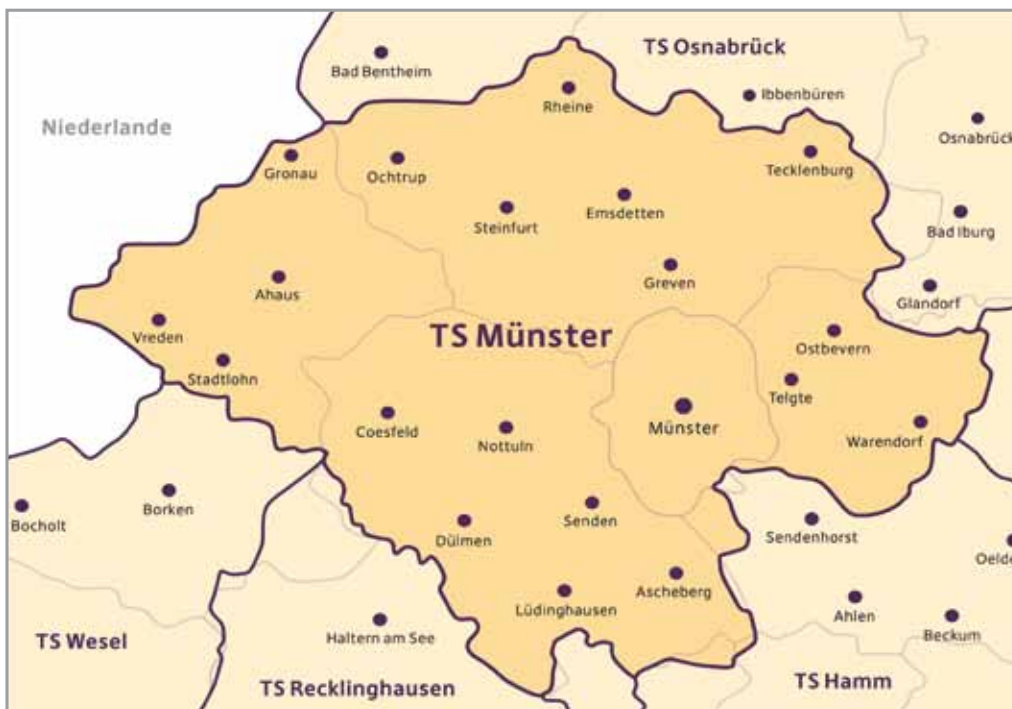 TS Osnabrück
Bad Bentheim
Rheine
Ibbenbüren
Niederlande
Osnabrück
Gronau
Ochtrup
Tecklenburg
Steinfurt
Emsdetten
Bad Iburg
Ahaus
Greven
Glandorf
Vreden
TS Münster
Ostbevern
Stadtlohn
Telgte
Coesfeld
Nottuln
Münster
Warendorf
Bocholt
Borken
Senden
Sendenhorst
Dülmen
Oelde
Ascheberg
Lüdinghausen
Ahlen
Beckum
TS Wesel
Haltern am See
TS Recklinghausen
TS Hamm